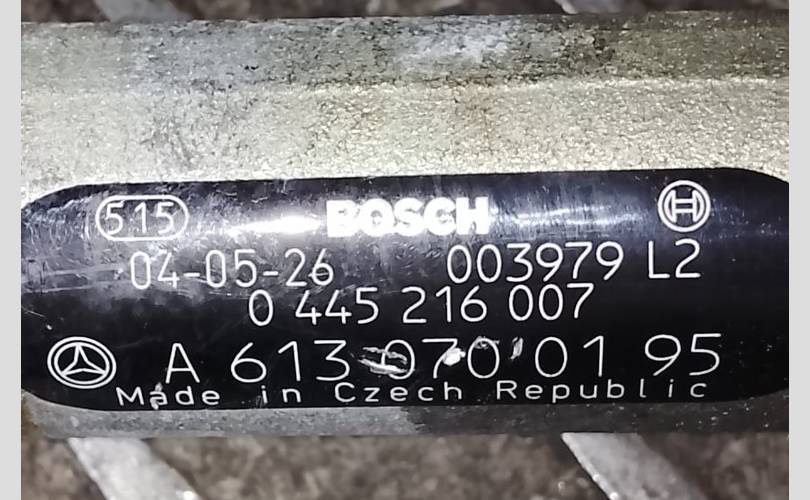 515 BOSCH
04-05-26 003979 L2
0 445 216 007
A 613 070 01 95
Made in Czech Republic